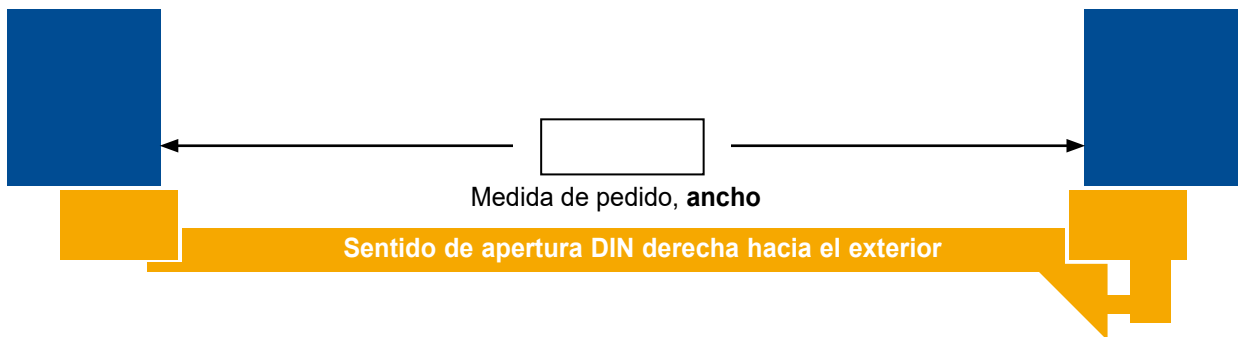 Medida de pedido, ancho
Sentido de apertura DIN derecha hacia el exterior